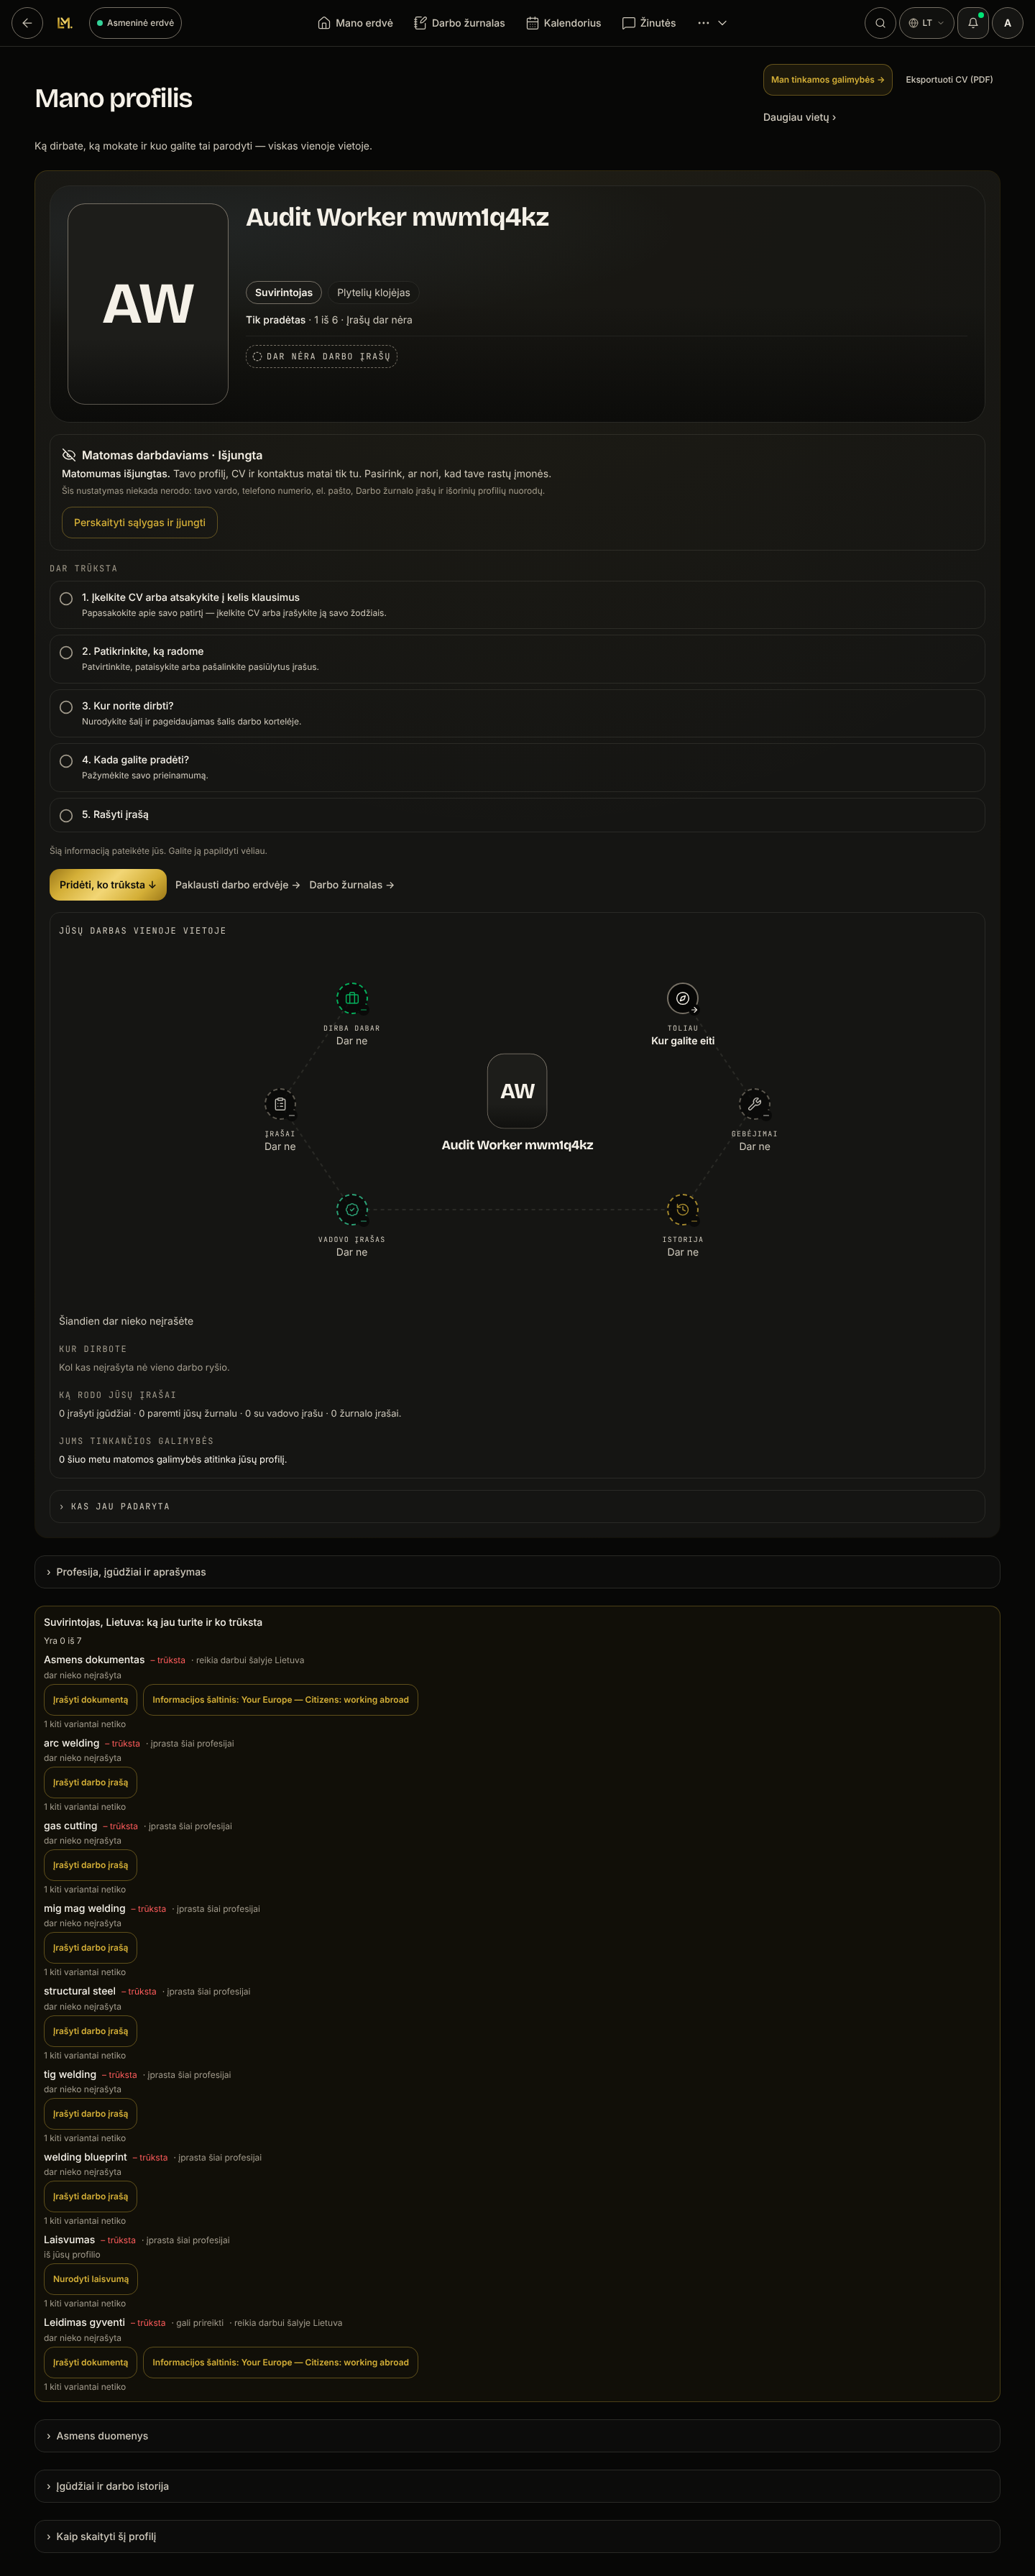 LM.
Asmeninė erdvė
Mano erdvė
Darbo žurnalas
Kalendorius
Žinutės
LT
A
Mano profilis
Man tinkamos galimybės →
Eksportuoti CV (PDF)
Daugiau vietų ›
Ką dirbate, ką mokate ir kuo galite tai parodyti — viskas vienoje vietoje.
AW
Audit Worker mwm1q4kz
Suvirintojas
Plytelių klojėjas
Tik pradėtas · 1 iš 6 · Įrašų dar nėra
DAR NĖRA DARBO ĮRAŠŲ
Matomas darbdaviams · Išjungta
Matomumas išjungtas. Tavo profilį, CV ir kontaktus matai tik tu. Pasirink, ar nori, kad tave rastų įmonės.
Šis nustatymas niekada nerodo: tavo vardo, telefono numerio, el. pašto, Darbo žurnalo įrašų ir išorinių profilių nuorodų.
Perskaityti sąlygas ir įjungti
DAR TRŪKSTA
1. Įkelkite CV arba atsakykite į kelis klausimus
Papasakokite apie savo patirtį — įkelkite CV arba įrašykite ją savo žodžiais.
2. Patikrinkite, ką radome
Patvirtinkite, pataisykite arba pašalinkite pasiūlytus įrašus.
3. Kur norite dirbti?
Nurodykite šalį ir pageidaujamas šalis darbo kortelėje.
4. Kada galite pradėti?
Pažymėkite savo prieinamumą.
5. Rašyti įrašą
Šią informaciją pateikėte jūs. Galite ją papildyti vėliau.
Pridėti, ko trūksta ↓
Paklausti darbo erdvėje →
Darbo žurnalas →
JŪSŲ DARBAS VIENOJE VIETOJE
DIRBA DABAR
Dar ne
TOLIAU
Kur galite eiti
AW
Audit Worker mwm1q4kz
ĮRAŠAI
Dar ne
GEBĖJIMAI
Dar ne
VADOVO ĮRAŠAS
Dar ne
ISTORIJA
Dar ne
Šiandien dar nieko neįrašėte
KUR DIRBOTE
Kol kas neįrašyta nė vieno darbo ryšio.
KĄ RODO JŪSŲ ĮRAŠAI
0 įrašyti įgūdžiai · 0 paremti jūsų žurnalu · 0 su vadovo įrašu · 0 žurnalo įrašai.
JUMS TINKANČIOS GALIMYBĖS
0 šiuo metu matomos galimybės atitinka jūsų profilį.
› KAS JAU PADARYTA
› Profesija, įgūdžiai ir aprašymas
Suvirintojas, Lietuva: ką jau turite ir ko trūksta
Yra 0 iš 7
Asmens dokumentas – trūksta · reikia darbui šalyje Lietuva
dar nieko neįrašyta
Įrašyti dokumentą
Informacijos šaltinis: Your Europe — Citizens: working abroad
1 kiti variantai netiko
arc welding – trūksta · įprasta šiai profesijai
dar nieko neįrašyta
Įrašyti darbo įrašą
1 kiti variantai netiko
gas cutting – trūksta · įprasta šiai profesijai
dar nieko neįrašyta
Įrašyti darbo įrašą
1 kiti variantai netiko
mig mag welding – trūksta · įprasta šiai profesijai
dar nieko neįrašyta
Įrašyti darbo įrašą
1 kiti variantai netiko
structural steel – trūksta · įprasta šiai profesijai
dar nieko neįrašyta
Įrašyti darbo įrašą
1 kiti variantai netiko
tig welding – trūksta · įprasta šiai profesijai
dar nieko neįrašyta
Įrašyti darbo įrašą
1 kiti variantai netiko
welding blueprint – trūksta · įprasta šiai profesijai
dar nieko neįrašyta
Įrašyti darbo įrašą
1 kiti variantai netiko
Laisvumas – trūksta · įprasta šiai profesijai
iš jūsų profilio
Nurodyti laisvumą
1 kiti variantai netiko
Leidimas gyventi – trūksta · gali prireikti · reikia darbui šalyje Lietuva
dar nieko neįrašyta
Įrašyti dokumentą
Informacijos šaltinis: Your Europe — Citizens: working abroad
1 kiti variantai netiko
› Asmens duomenys
› Įgūdžiai ir darbo istorija
› Kaip skaityti šį profilį